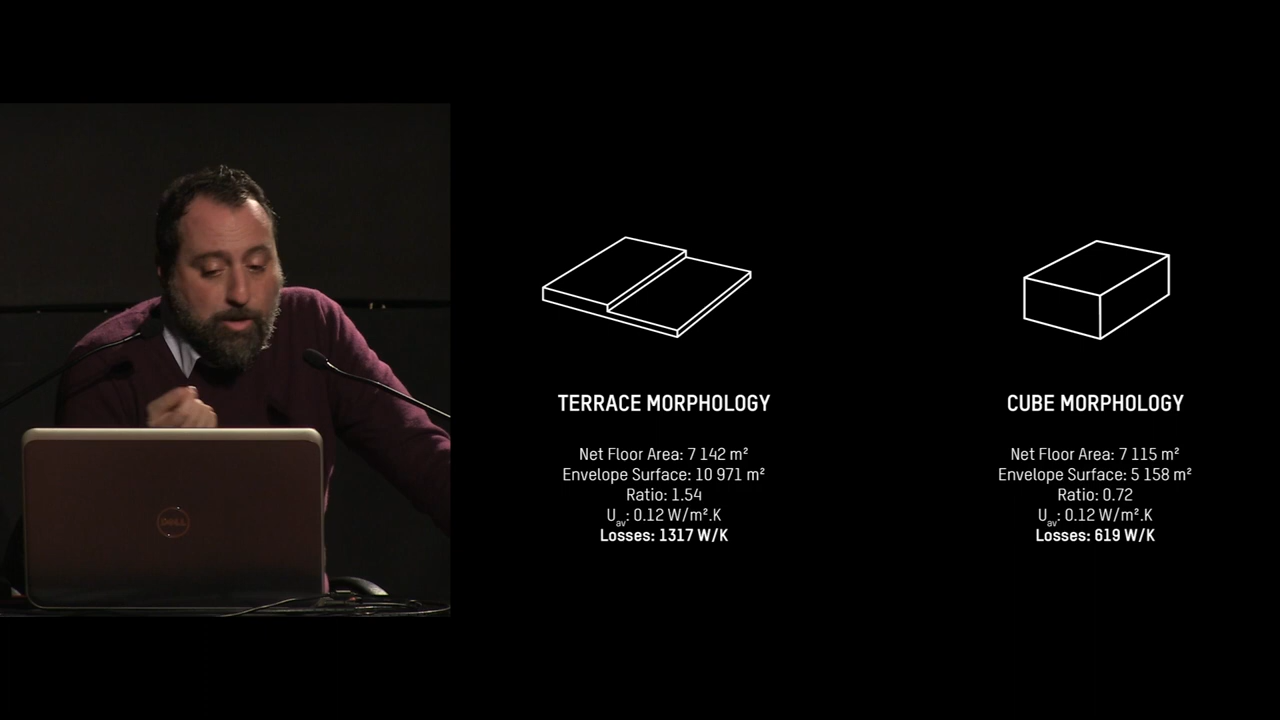 DELL
TERRACE MORPHOLOGY
Net Floor Area: 7 142 m²
Envelope Surface: 10 971 m²
Ratio: 1.54
Uav: 0.12 W/m².K
Losses: 1317 W/K
CUBE MORPHOLOGY
Net Floor Area: 7 115 m²
Envelope Surface: 5 158 m²
Ratio: 0.72
Uav: 0.12 W/m².K
Losses: 619 W/K